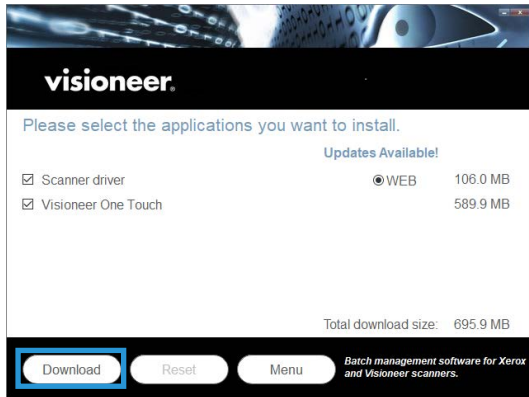 visioneer.
Please select the applications you want to install.
Updates Available!
Scanner driver WEB 106.0 MB
Visioneer One Touch 589.9 MB
Total download size: 695.9 MB
Download Reset Menu Batch management software for Xerox
and Visioneer scanners.